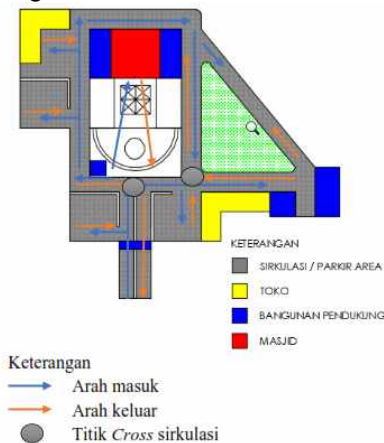 KETERANGAN
SIRKULASI / PARKIR AREA
TOKO
BANGUNAN PENDUKUNG
MASJID
Keterangan
Arah masuk
Arah keluar
Titik Cross sirkulasi